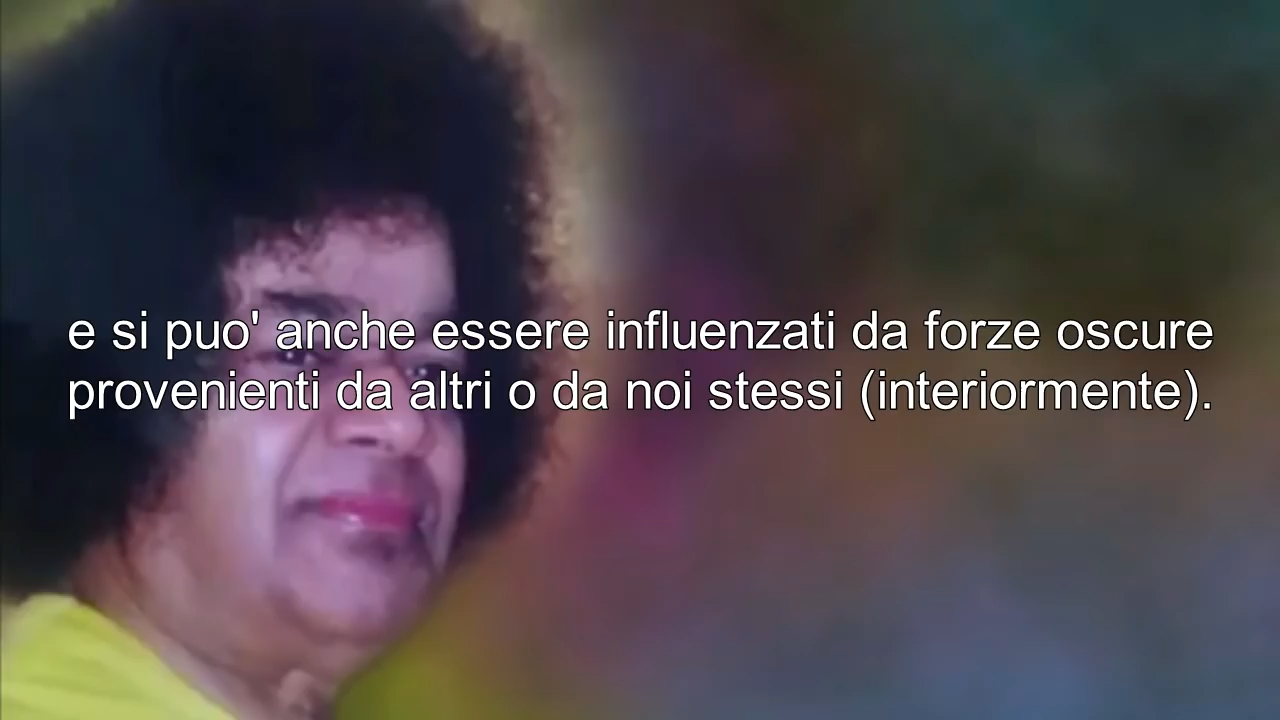 e si puo' anche essere influenzati da forze oscure
provenienti da altri o da noi stessi (interiormente).